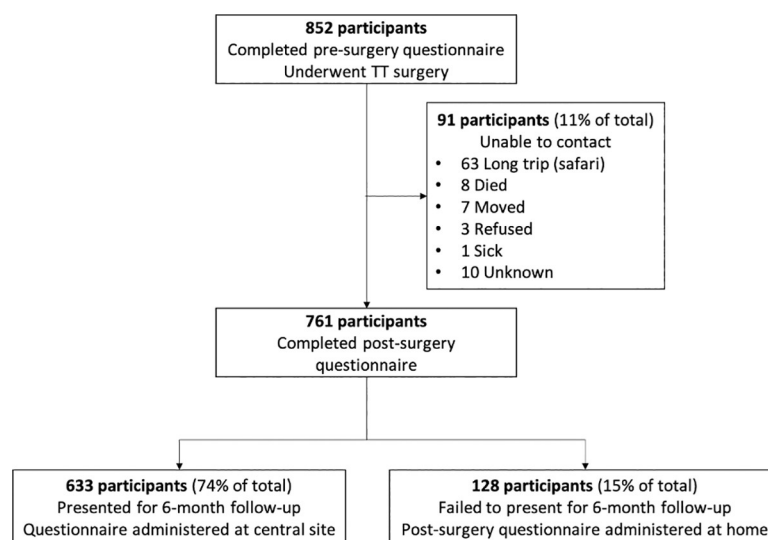 852 participants
Completed pre-surgery questionnaire
Underwent TT surgery
91 participants (11% of total)
Unable to contact
• 63 Long trip (safari)
• 8 Died
• 7 Moved
• 3 Refused
• 1 Sick
• 10 Unknown
761 participants
Completed post-surgery
questionnaire
633 participants (74% of total)
Presented for 6-month follow-up
Questionnaire administered at central site
128 participants (15% of total)
Failed to present for 6-month follow-up
Post-surgery questionnaire administered at home